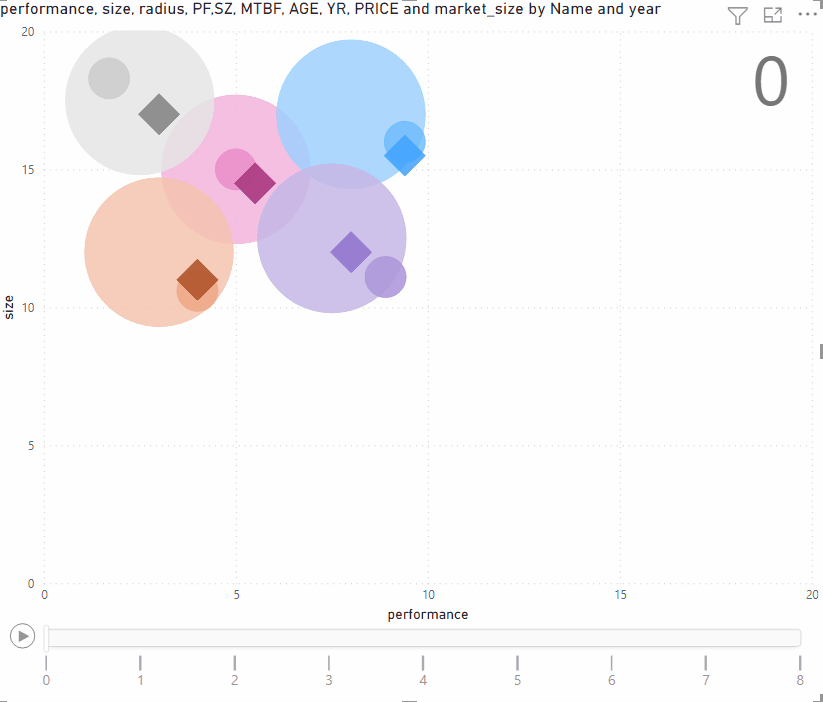 performance, size, radius, PF,SZ, MTBF, AGE, YR, PRICE and market_size by Name and year
0
20
15
10
5
0
size
0 5 10 15 20
performance
0 1 2 3 4 5 6 7 8